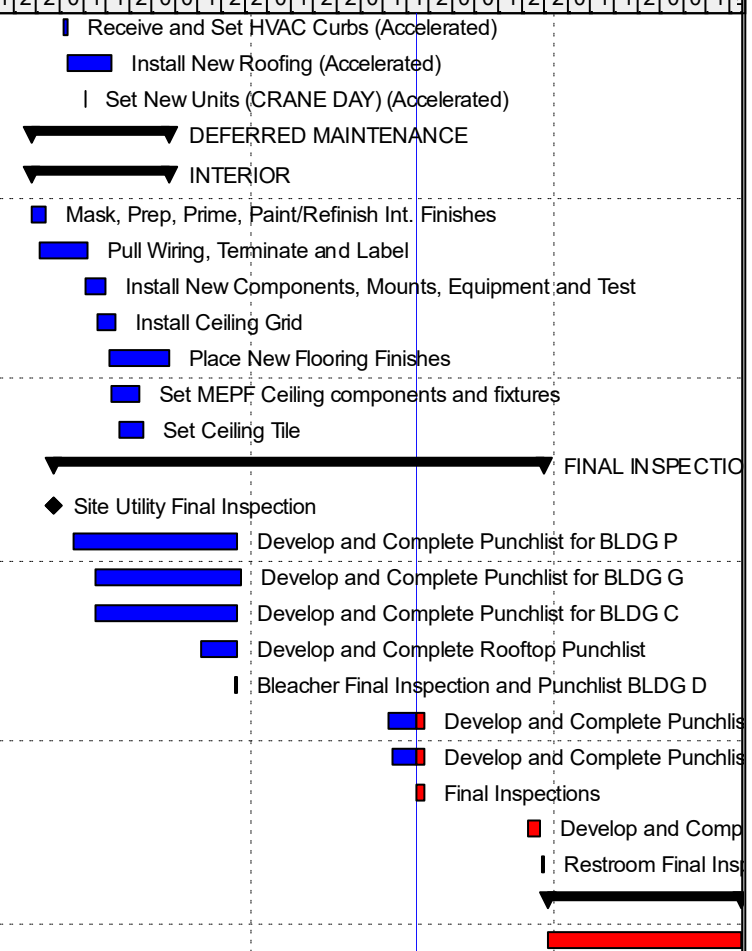 Receive and Set HVAC Curbs (Accelerated)
Install New Roofing (Accelerated)
Set New Units (CRANE DAY) (Accelerated)
DEFERRED MAINTENANCE
INTERIOR
Mask, Prep, Prime, Paint/Refinish Int. Finishes
Pull Wiring, Terminate and Label
Install New Components, Mounts, Equipment and Test
Install Ceiling Grid
Place New Flooring Finishes
Set MEPF Ceiling components and fixtures
Set Ceiling Tile
FINAL INSPECTIO
Site Utility Final Inspection
Develop and Complete Punchlist for BLDG P
Develop and Complete Punchlist for BLDG G
Develop and Complete Punchlist for BLDG C
Develop and Complete Rooftop Punchlist
Bleacher Final Inspection and Punchlist BLDG D
Develop and Complete Punchlis
Develop and Complete Punchlis
Final Inspections
Develop and Comp
Restroom Final Insp